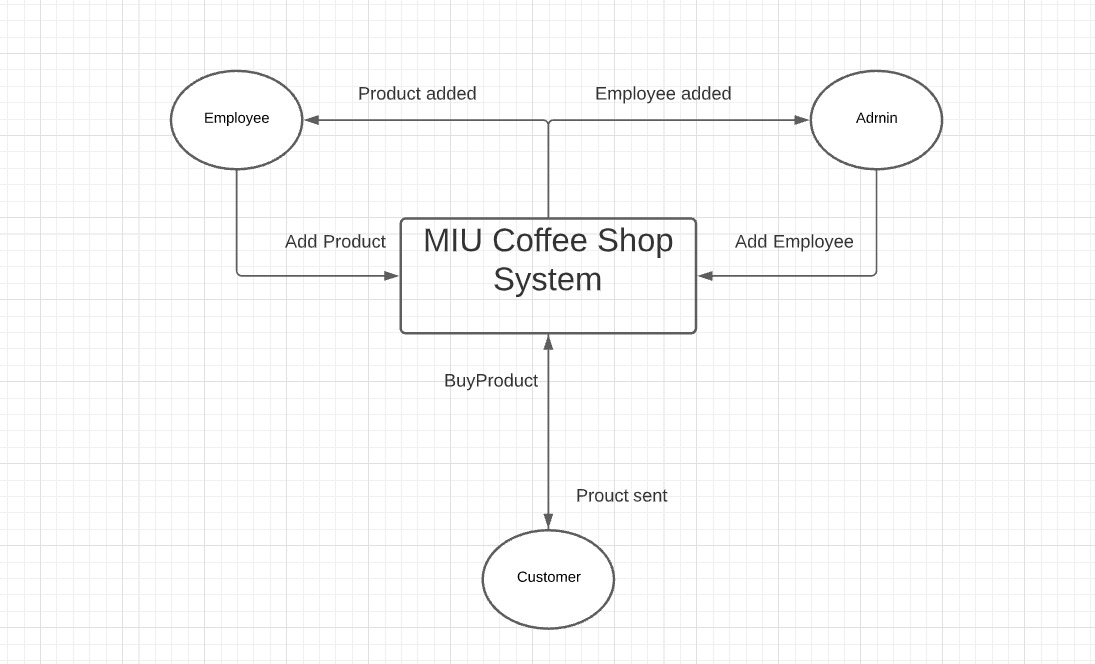 Product added
Employee added
Employee
Admin
Add Product
MIU Coffee Shop
System
Add Employee
BuyProduct
Prouct sent
Customer